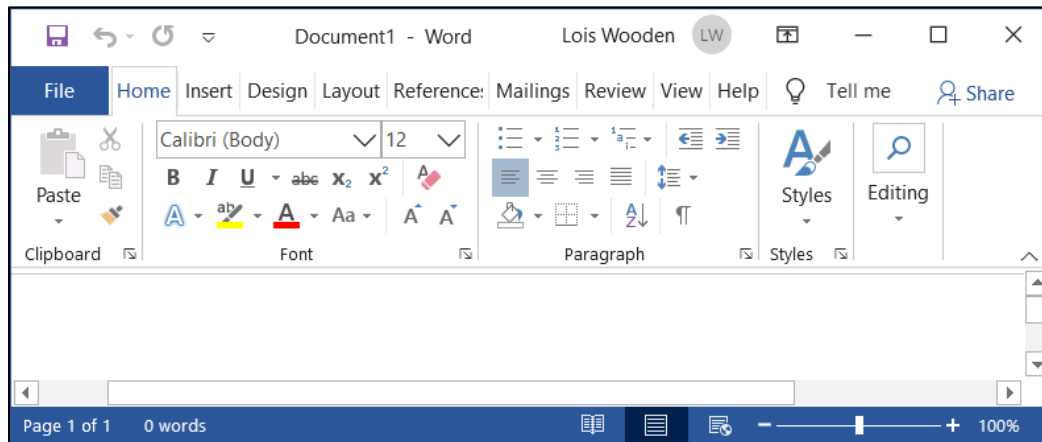 Document1 - Word Lois Wooden LW
File Home Insert Design Layout References Mailings Review View Help Tell me Share
Calibri (Body) 12
B I U abc X₂ X²
Paste Styles Editing
A ab A Aa A A
Clipboard Font Paragraph Styles
Page 1 of 1 0 words 100%